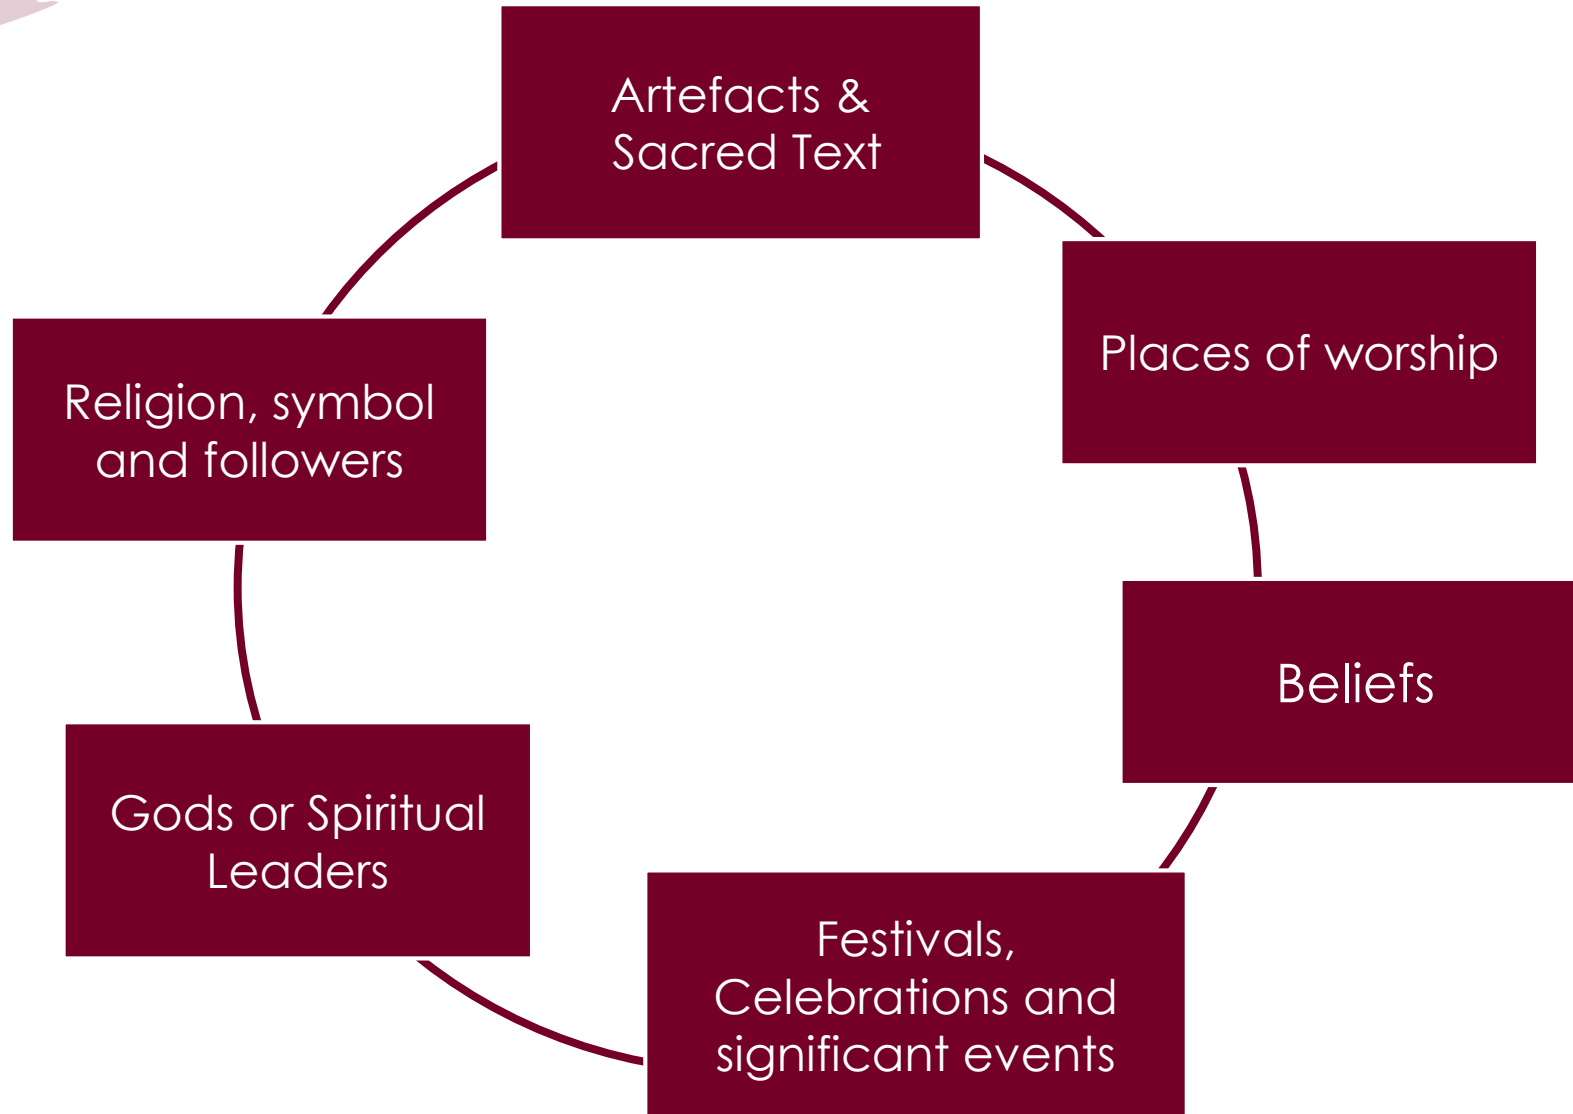 Artefacts &
Sacred Text
Places of worship
Beliefs
Festivals,
Celebrations and
significant events
Gods or Spiritual
Leaders
Religion, symbol
and followers